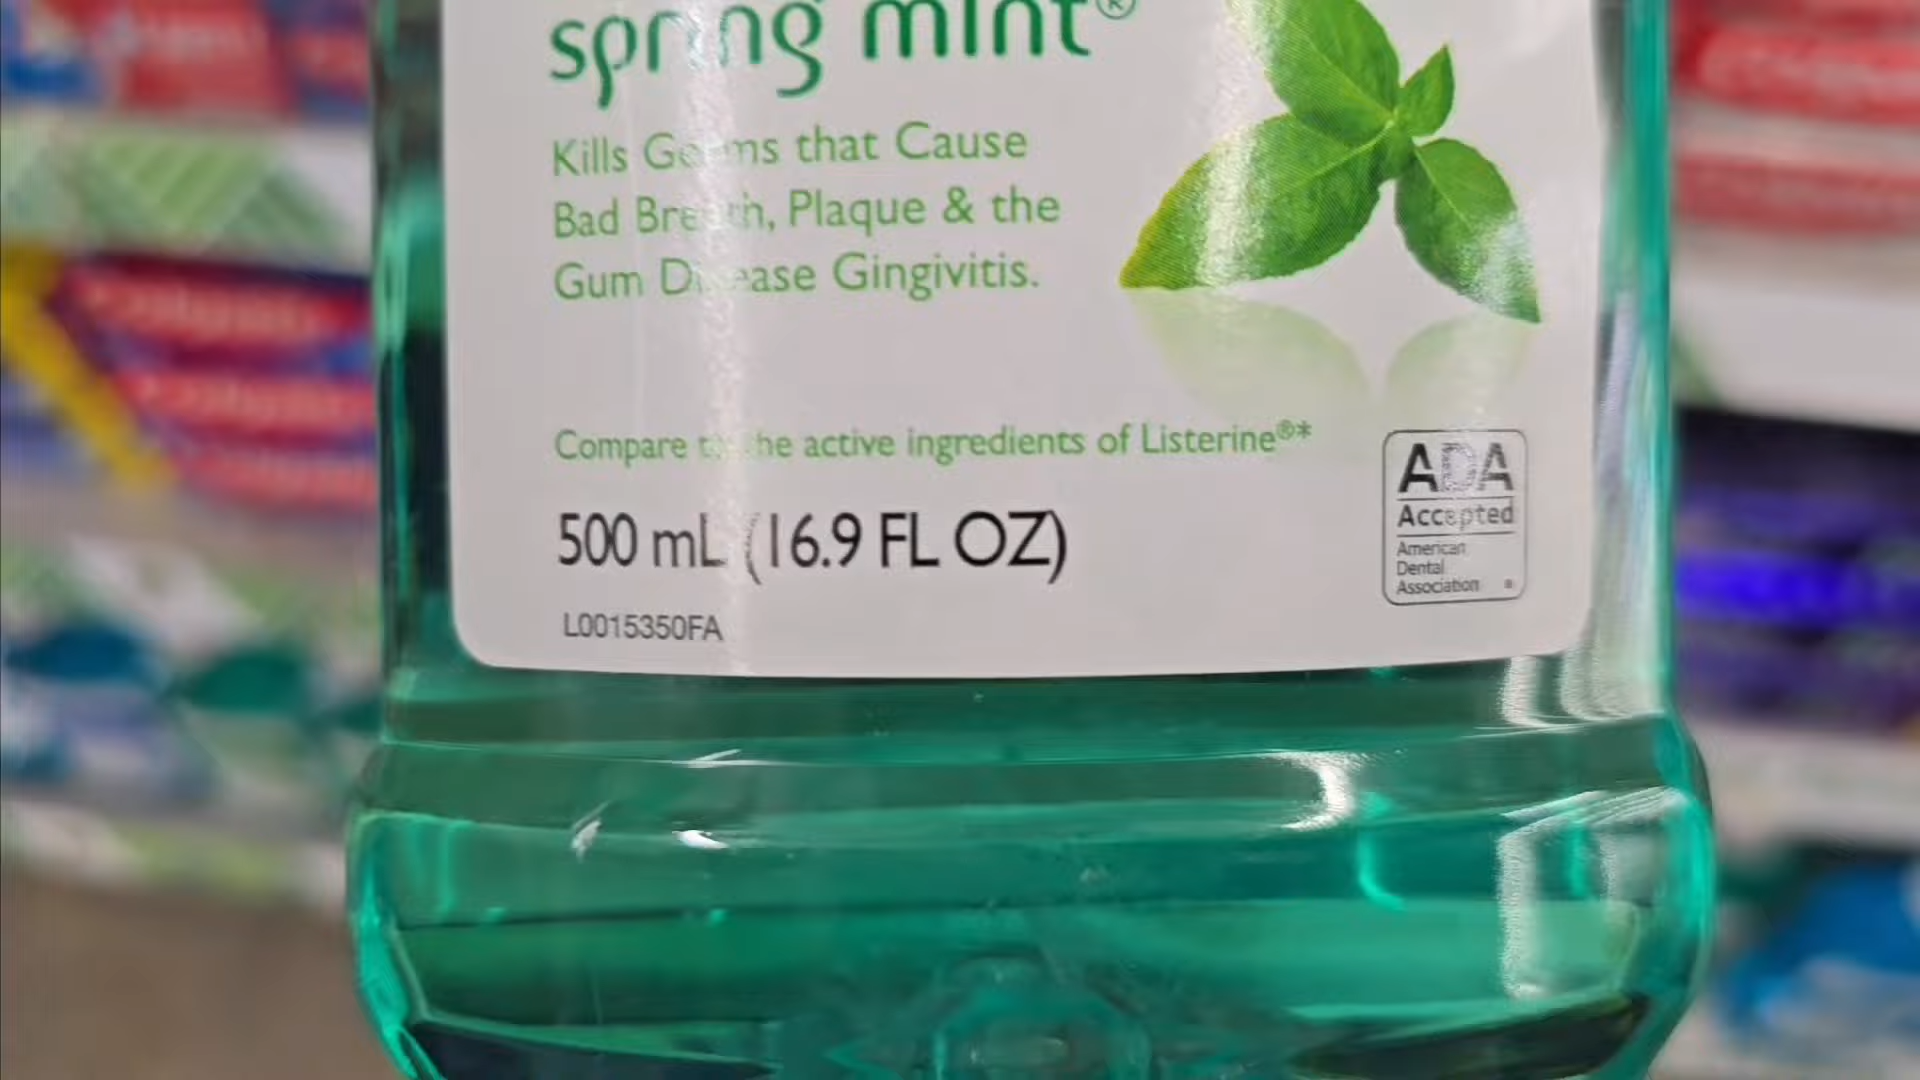 spring mint®
Kills Germs that Cause
Bad Breath, Plaque & the
Gum Disease Gingivitis.
Compare to the active ingredients of Listerine®*
500 mL (16.9 FL OZ)
L0015350FA
ADA
Accepted
American
Dental
Association ®